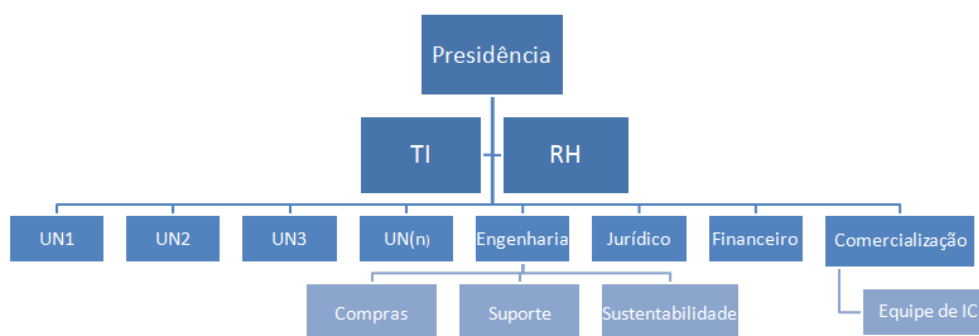 Presidência
TI
RH
UN1
UN2
UN3
UN(n)
Engenharia
Jurídico
Financeiro
Comercialização
Compras
Suporte
Sustentabilidade
Equipe de IC